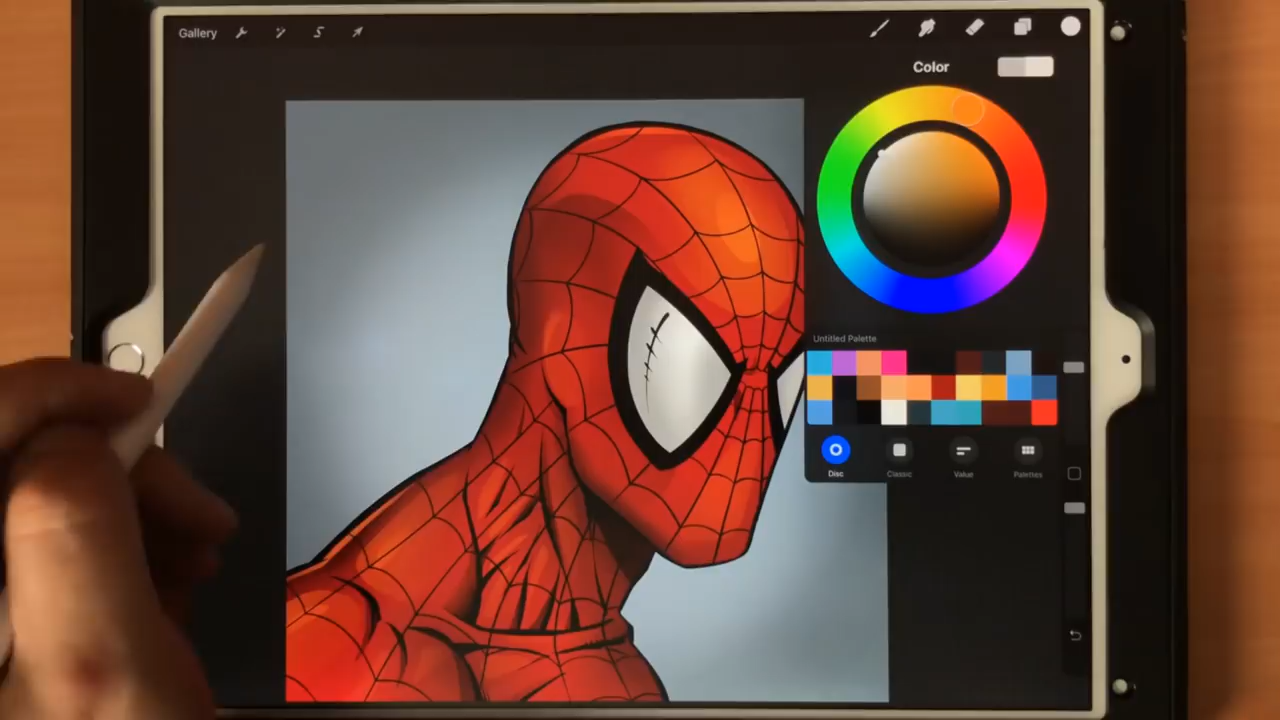 Gallery
Color
Untitled Palette
Disc
Classic
Value
Palettes